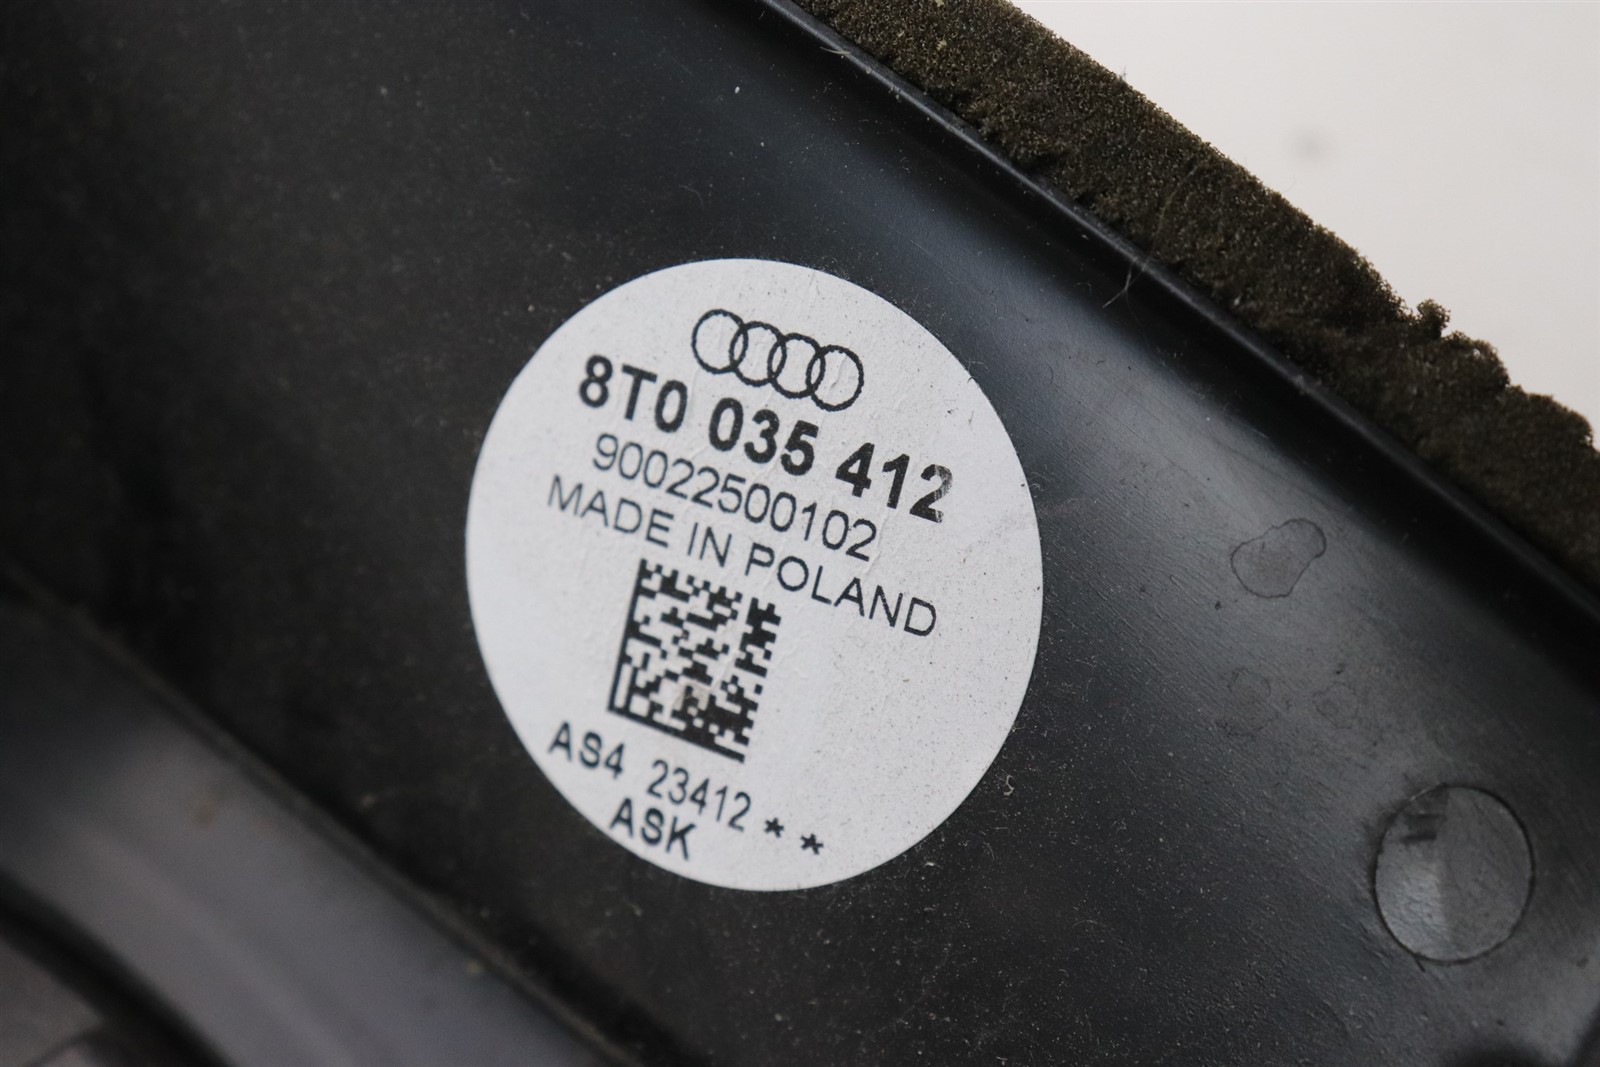 8T0 035 412
90022500102
MADE IN POLAND
AS4 23412**
ASK